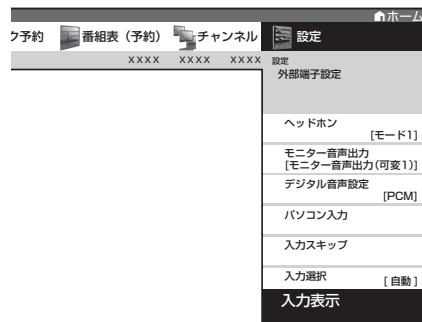 ホーム
ク予約 番組表（予約） チャンネル 設定
XXXX XXXX XXXX 設定
外部端子設定
ヘッドホン
[モード1]
モニター音声出力
[モニター音声出力(可変1)]
デジタル音声設定
[PCM]
パソコン入力
入力スキップ
入力選択
[自動]
入力表示